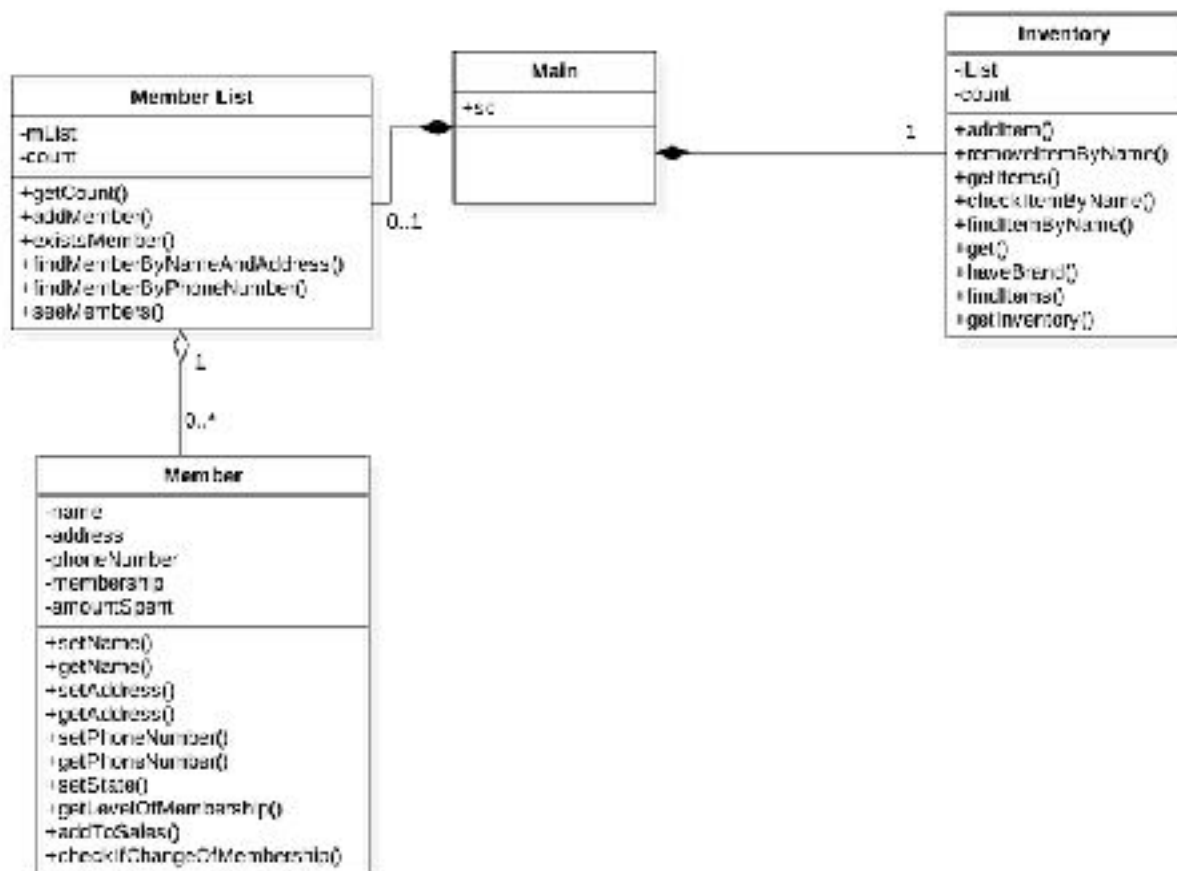 Member List
-mList
-count
+getCount()
+addMember()
+existsMember()
+findMemberByNameAndAddress()
+findMemberByPhoneNumber()
+seeMembers()
1
0..*
Member
-name
-address
-phoneNumber
-membership
-amountSpent
+setName()
+getName()
+setAddress()
+getAddress()
+setPhoneNumber()
+getPhoneNumber()
+setState()
+getLevelOfMembership()
+addToSales()
+checkIfChangeOfMembership()
Main
+sc
0..1
1
Inventory
-iList
-count
+addItem()
+removeItemByName()
+getItems()
+checkItemByName()
+findItemByName()
+get()
+haveBrand()
+findItems()
+getInventory()